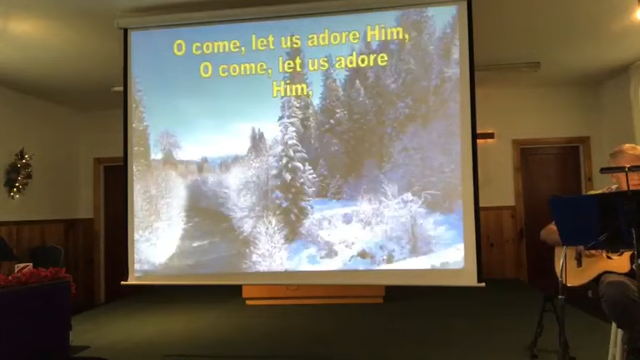 O come, let us adore Him,
O come, let us adore
Him,